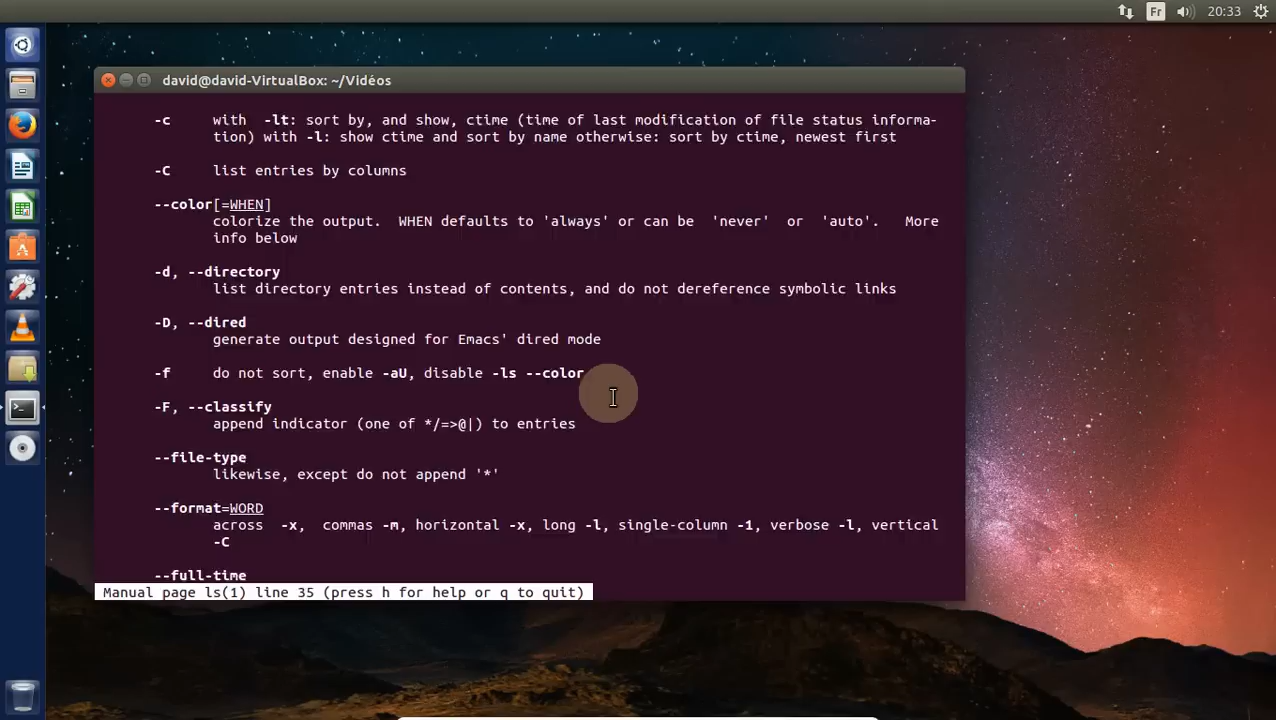 Fr
20:33
david@david-VirtualBox: ~/Vidéos
-c with -lt: sort by, and show, ctime (time of last modification of file status informa-
tion) with -l: show ctime and sort by name otherwise: sort by ctime, newest first
-C list entries by columns
--color[=WHEN]
colorize the output. WHEN defaults to 'always' or can be 'never' or 'auto'. More
info below
-d, --directory
list directory entries instead of contents, and do not dereference symbolic links
-D, --dired
generate output designed for Emacs' dired mode
-f do not sort, enable -aU, disable -ls --color
-F, --classify
append indicator (one of */=>@|) to entries
--file-type
likewise, except do not append '*'
--format=WORD
across -x, commas -m, horizontal -x, long -l, single-column -1, verbose -l, vertical
-C
--full-time
Manual page ls(1) line 35 (press h for help or q to quit)